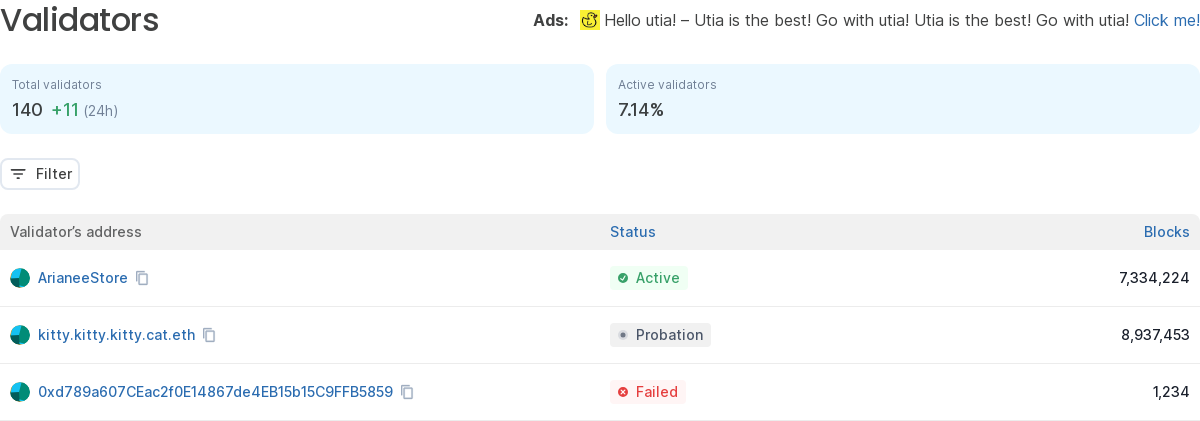 Validators
Ads: Hello utia! – Utia is the best! Go with utia! Utia is the best! Go with utia! Click me!
Total validators
140 +11 (24h)
Active validators
7.14%
Filter
Validator’s address Status Blocks
ArianeeStore Active 7,334,224
kitty.kitty.kitty.cat.eth Probation 8,937,453
0xd789a607CEac2f0E14867de4EB15b15C9FFB5859 Failed 1,234